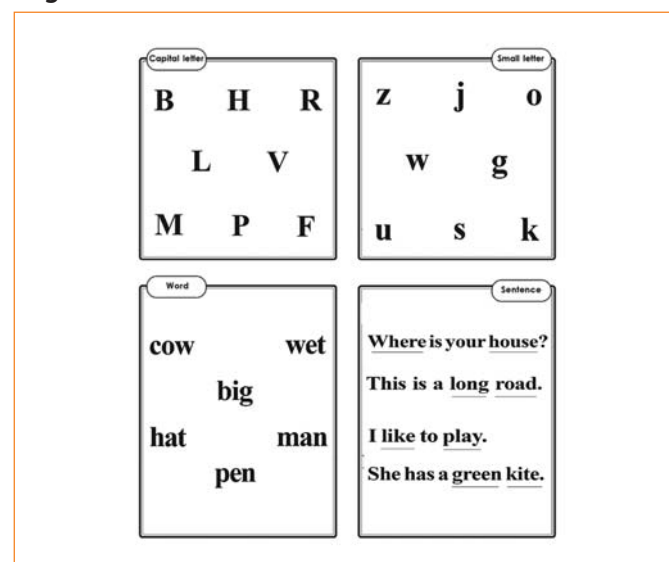 Capital letter
B H R
L V
M P F
Small letter
z j o
w g
u s k
Word
cow wet
big
hat man
pen
Sentence
Where is your house?
This is a long road.
I like to play.
She has a green kite.